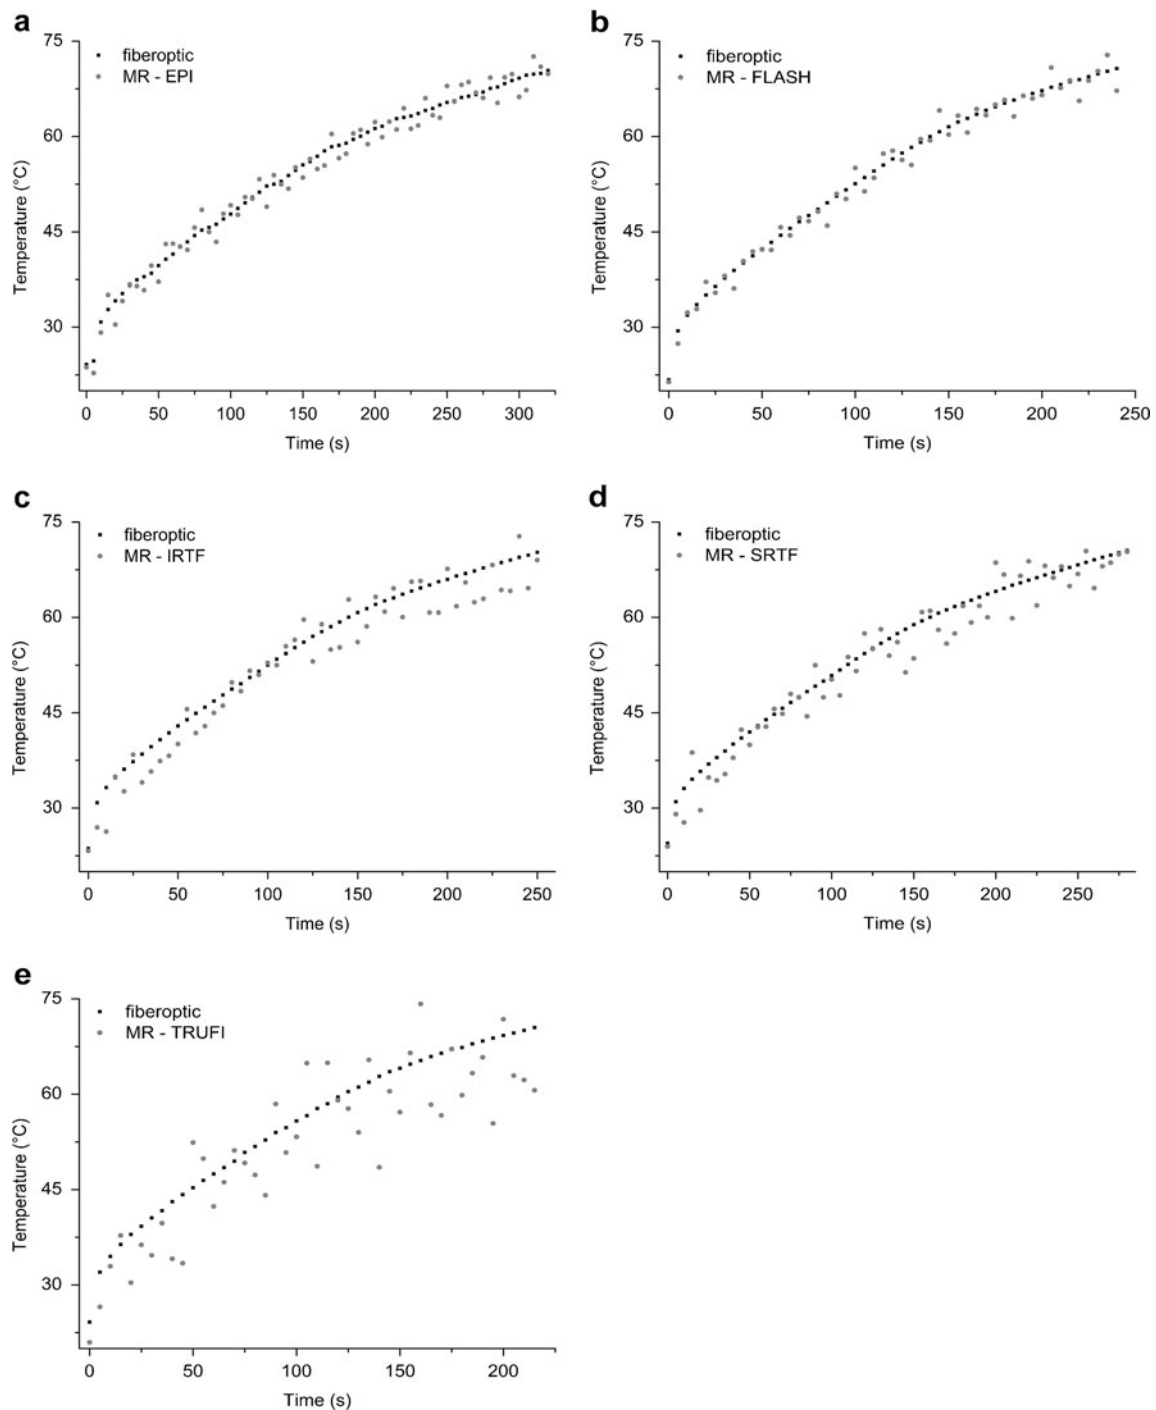 a
75
60
45
30
Temperature (°C)
fiberoptic
MR - EPI
0 50 100 150 200 250 300
Time (s)
b
75
60
45
30
Temperature (°C)
fiberoptic
MR - FLASH
0 50 100 150 200 250
Time (s)
c
75
60
45
30
Temperature (°C)
fiberoptic
MR - IRTF
0 50 100 150 200 250
Time (s)
d
75
60
45
30
Temperature (°C)
fiberoptic
MR - SRTF
0 50 100 150 200 250
Time (s)
e
75
60
45
30
Temperature (°C)
fiberoptic
MR - TRUFI
0 50 100 150 200
Time (s)